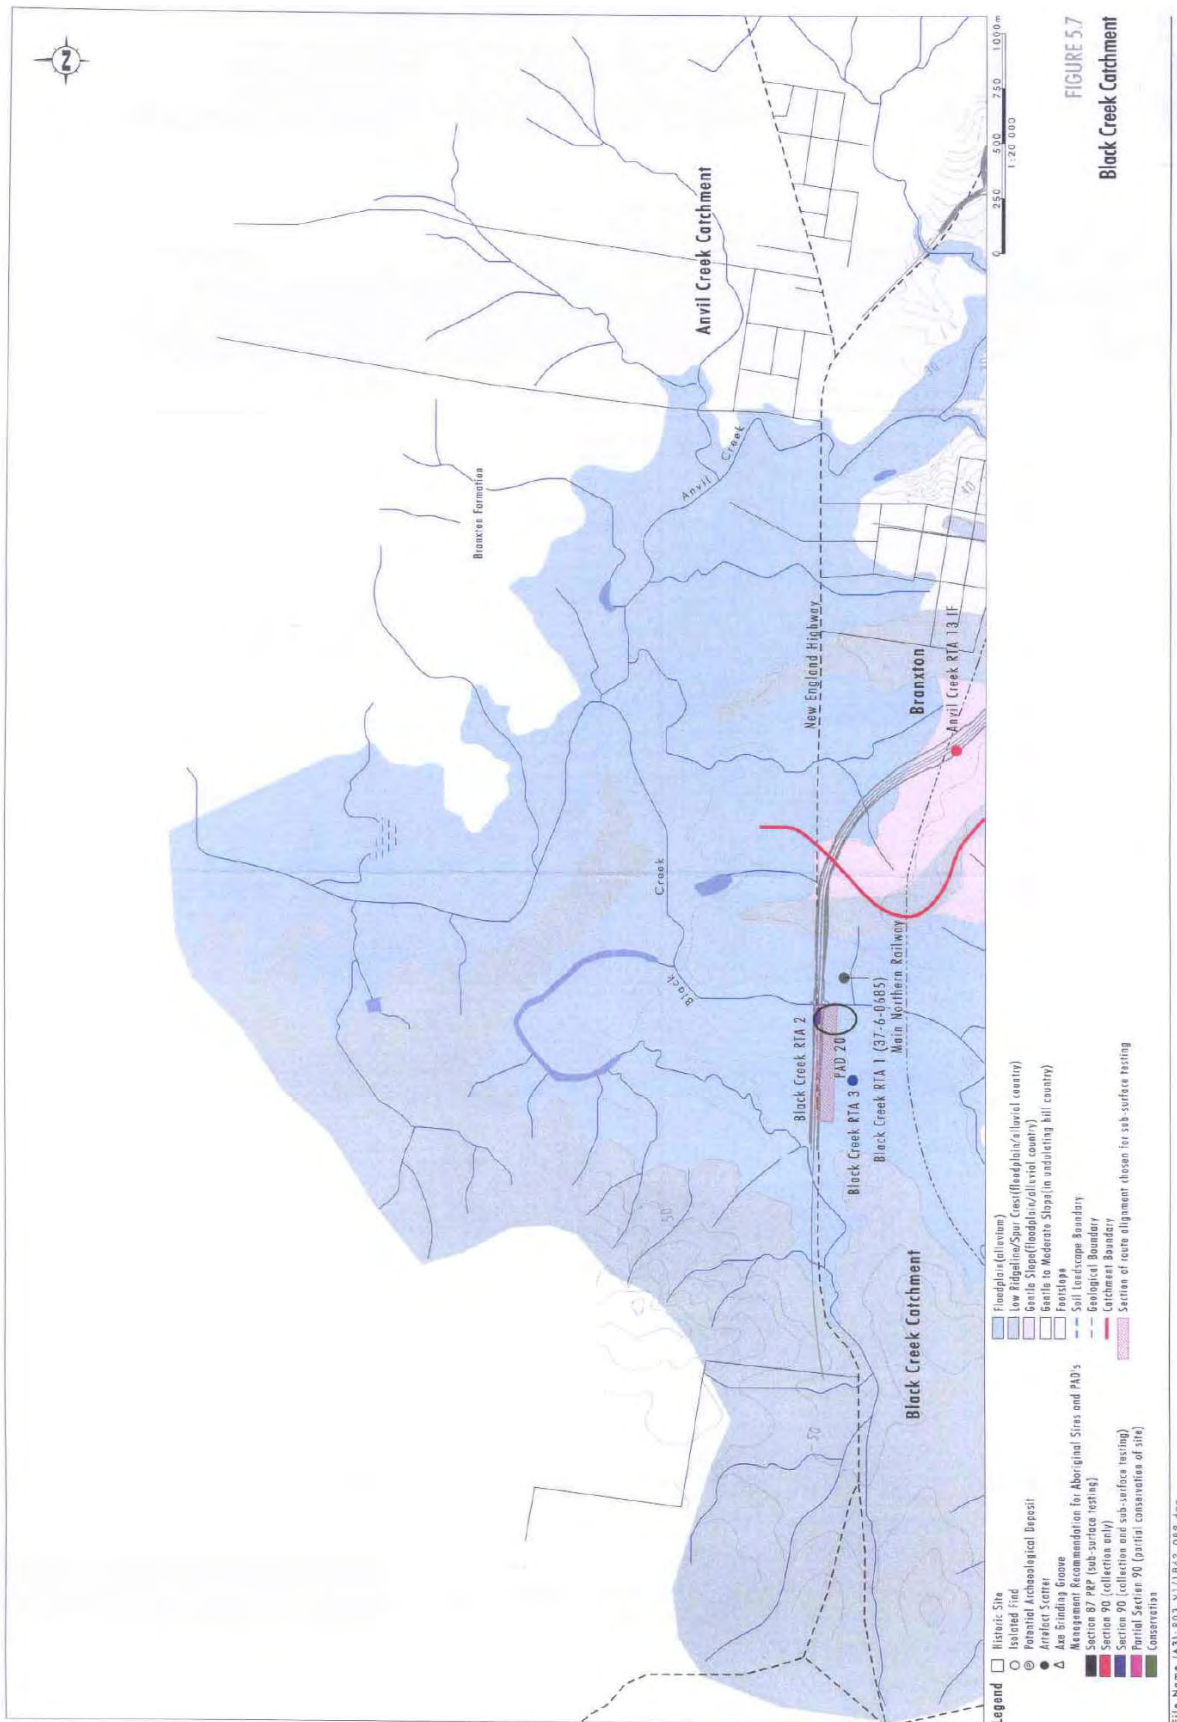 N
Anvil Creek Catchment
Branxton Formation
Anvil Creek
Creek
Black
New England Highway
Branxton
Anvil Creek RTA 13 IF
Black Creek RTA 2
PAD 20
Black Creek RTA 3
Black Creek RTA 1 (37-6-0685)
Main Northern Railway
Black Creek Catchment
50
50
40
30
0 250 500 750 1000m
1:20 000
FIGURE 5.7
Black Creek Catchment
Legend
Historic Site
Isolated Find
Potential Archaeological Deposit
Artefact Scatter
Axe Grinding Groove
Management Recommendation for Aboriginal Sires and PAD's
Section 87 PRP (sub-surface testing)
Section 90 (collection only)
Section 90 (collection and sub-surface testing)
Partial Section 90 (partial conservation of site)
Conservation
Floodplain(alluvium)
Low Ridgeline/Spur Crest(floodplain/alluvial country)
Gentle Slope(floodplain/alluvial country)
Gentle to Moderate Slope(in undulating hill country)
Footslope
Soil Landscape Boundary
Geological Boundary
Catchment Boundary
Section of route alignment chosen for sub-surface testing